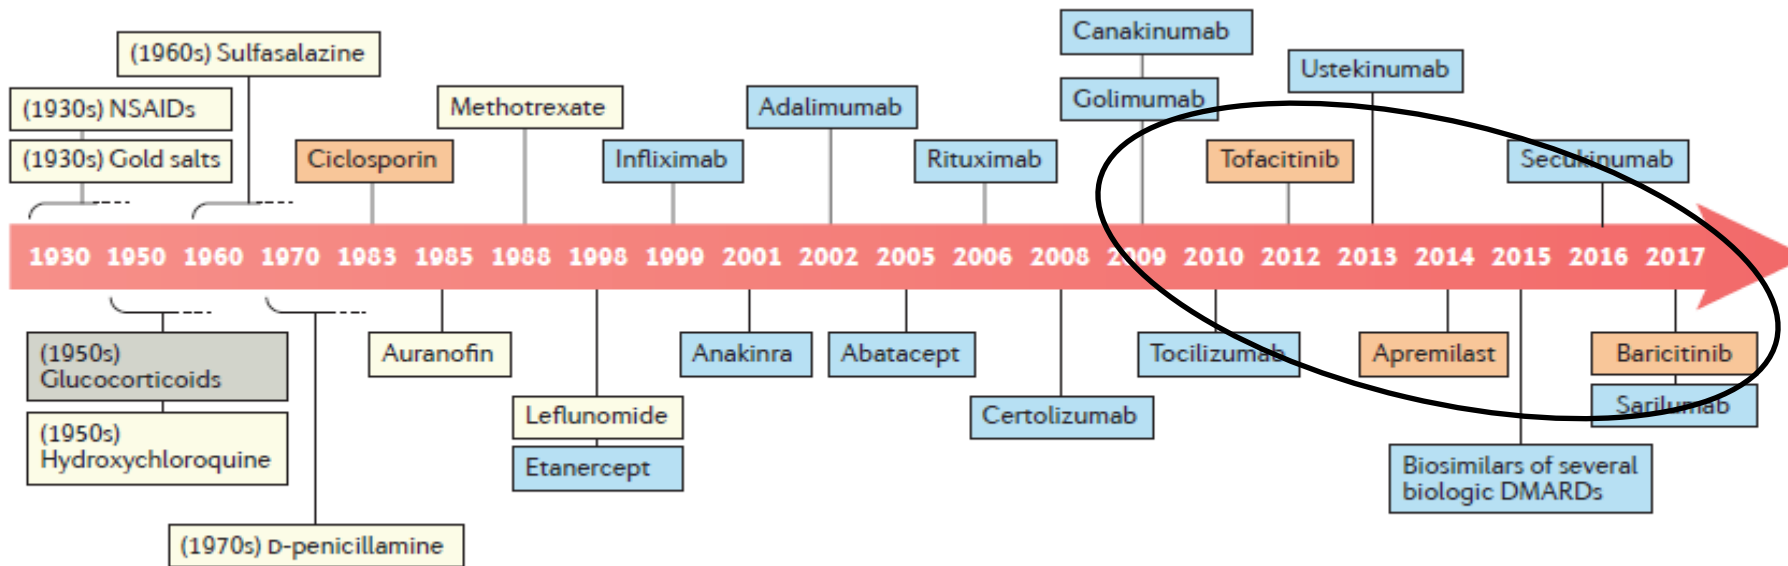 Canakinumab
(1960s) Sulfasalazine
Ustekinumab
(1930s) NSAIDs
Methotrexate
Adalimumab
Golimumab
(1930s) Gold salts
Ciclosporin
Infliximab
Rituximab
Tofacitinib
Secukinumab
1930 1950 1960 1970 1983 1985 1988 1998 1999 2001 2002 2005 2006 2008 2009 2010 2012 2013 2014 2015 2016 2017
(1950s)
Glucocorticoids
Auranofin
Anakinra
Abatacept
Tocilizumab
Apremilast
Baricitinib
(1950s)
Hydroxychloroquine
Leflunomide
Etanercept
Certolizumab
Sarilumab
Biosimilars of several
biologic DMARDs
(1970s) D-penicillamine